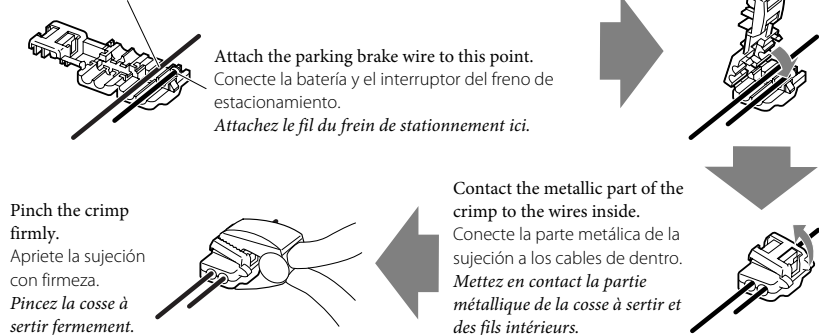 Attach the parking brake wire to this point.
Conecte la batería y el interruptor del freno de
estacionamiento.
Attachez le fil du frein de stationnement ici.
Contact the metallic part of the
crimp to the wires inside.
Conecte la parte metálica de la
sujeción a los cables de dentro.
Mettez en contact la partie
métallique de la cosse à sertir et
des fils intérieurs.
Pinch the crimp
firmly.
Apriete la sujeción
con firmeza.
Pincez la cosse à
sertir fermement.